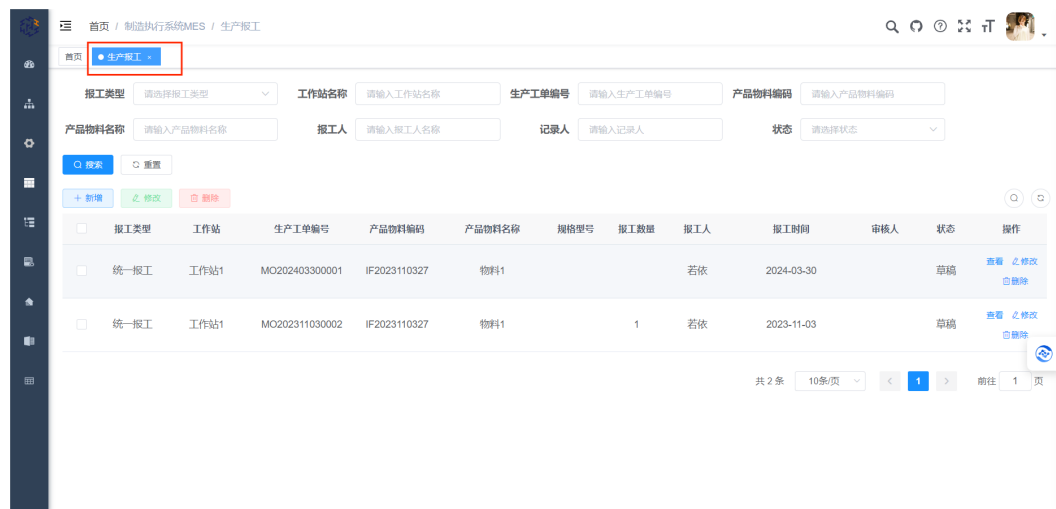 首页 / 制造执行系统MES / 生产报工
首页 生产报工 ×
报工类型 请选择报工类型 工作站名称 请输入工作站名称 生产工单编号 请输入生产工单编号 产品物料编码 请输入产品物料编码
产品物料名称 请输入产品物料名称 报工人 请输入报工人名称 记录人 请输入记录人 状态 请选择状态
搜索 重置
+ 新增 修改 删除
报工类型 工作站 生产工单编号 产品物料编码 产品物料名称 规格型号 报工数量 报工人 报工时间 审核人 状态 操作
统一报工 工作站1 MO202403300001 IF2023110327 物料1 若依 2024-03-30 草稿 查看 修改
删除
统一报工 工作站1 MO202311030002 IF2023110327 物料1 1 若依 2023-11-03 草稿 查看 修改
删除
共 2 条 10条/页 < 1 > 前往 1 页